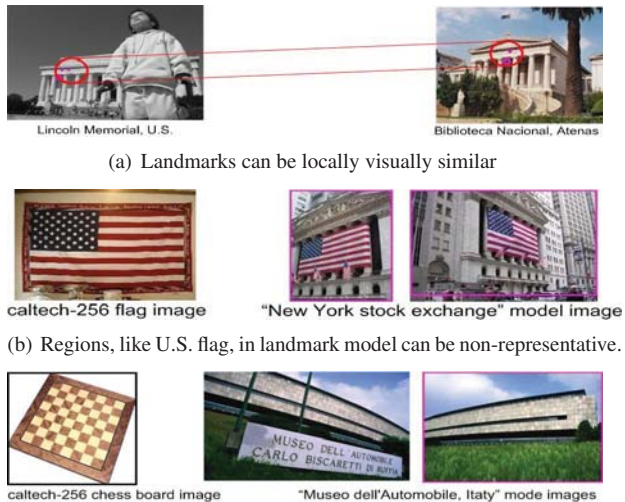 Lincoln Memorial, U.S.
Biblioteca Nacional, Atenas
(a) Landmarks can be locally visually similar
caltech-256 flag image
"New York stock exchange" model image
(b) Regions, like U.S. flag, in landmark model can be non-representative.
MUSEO DELL'AUTOMOBILE
CARLO BISCARETTI DI RUFFIA
caltech-256 chess board image
"Museo dell'Automobile, Itaty" mode images